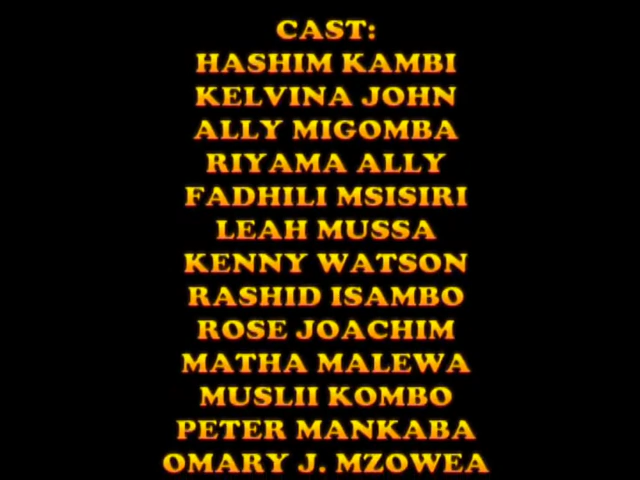 CAST:
HASHIM KAMBI
KELVINA JOHN
ALLY MIGOMBA
RIYAMA ALLY
FADHILI MSISIRI
LEAH MUSSA
KENNY WATSON
RASHID ISAMBO
ROSE JOACHIM
MATHA MALEWA
MUSLII KOMBO
PETER MANKABA
OMARY J. MZOWEA